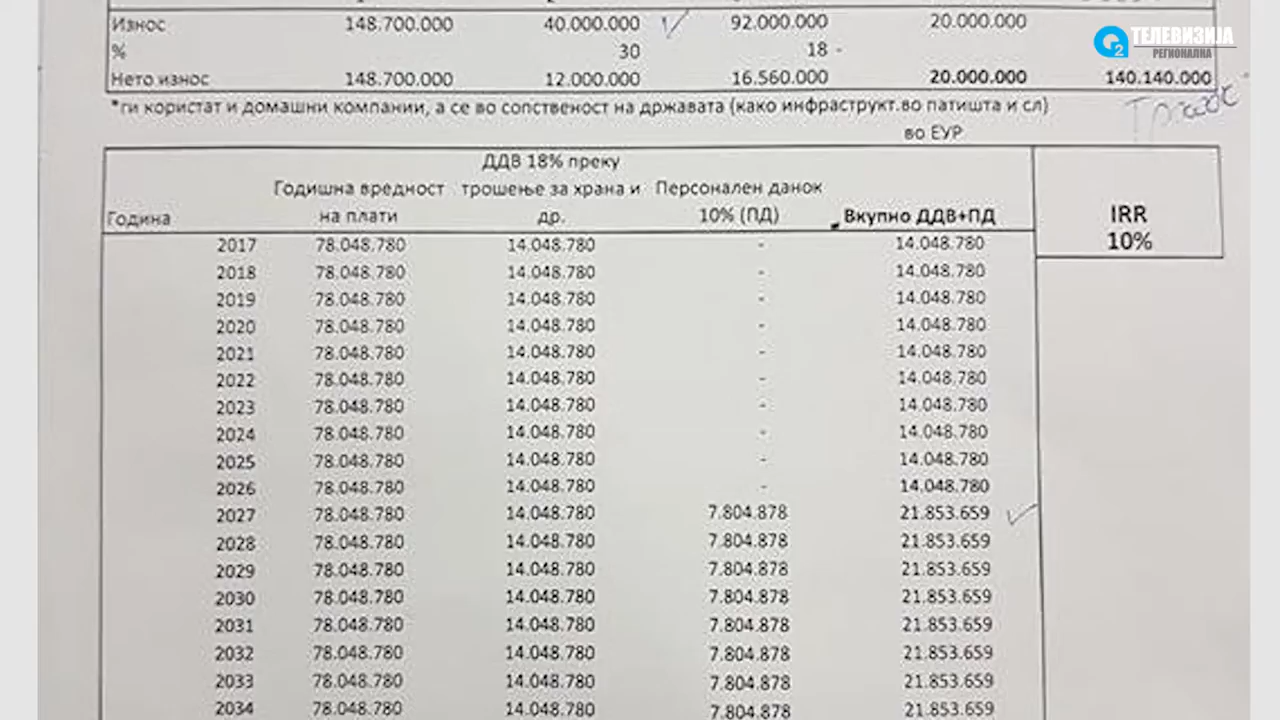 Износ 148.700.000 40.000.000 92.000.000 20.000.000
% 30 18 -
Нето износ 148.700.000 12.000.000 16.560.000 20.000.000 140.140.000
*ги користат и домашни компании, а се во сопственост на државата (како инфраструкт.во патишта и сл)
во ЕУР
ДДВ 18% преку
Годишна вредност трошење за храна и Персонален данок
Година на плати др. 10% (ПД) Вкупно ДДВ+ПД IRR
10%
2017 78.048.780 14.048.780 - 14.048.780
2018 78.048.780 14.048.780 - 14.048.780
2019 78.048.780 14.048.780 - 14.048.780
2020 78.048.780 14.048.780 - 14.048.780
2021 78.048.780 14.048.780 - 14.048.780
2022 78.048.780 14.048.780 - 14.048.780
2023 78.048.780 14.048.780 - 14.048.780
2024 78.048.780 14.048.780 - 14.048.780
2025 78.048.780 14.048.780 - 14.048.780
2026 78.048.780 14.048.780 - 14.048.780
2027 78.048.780 14.048.780 7.804.878 21.853.659
2028 78.048.780 14.048.780 7.804.878 21.853.659
2029 78.048.780 14.048.780 7.804.878 21.853.659
2030 78.048.780 14.048.780 7.804.878 21.853.659
2031 78.048.780 14.048.780 7.804.878 21.853.659
2032 78.048.780 14.048.780 7.804.878 21.853.659
2033 78.048.780 14.048.780 7.804.878 21.853.659
2034 78.048.780 14.048.780 7.804.878 21.853.659
2 ТЕЛЕВИЗИЈА
РЕГИОНАЛНА